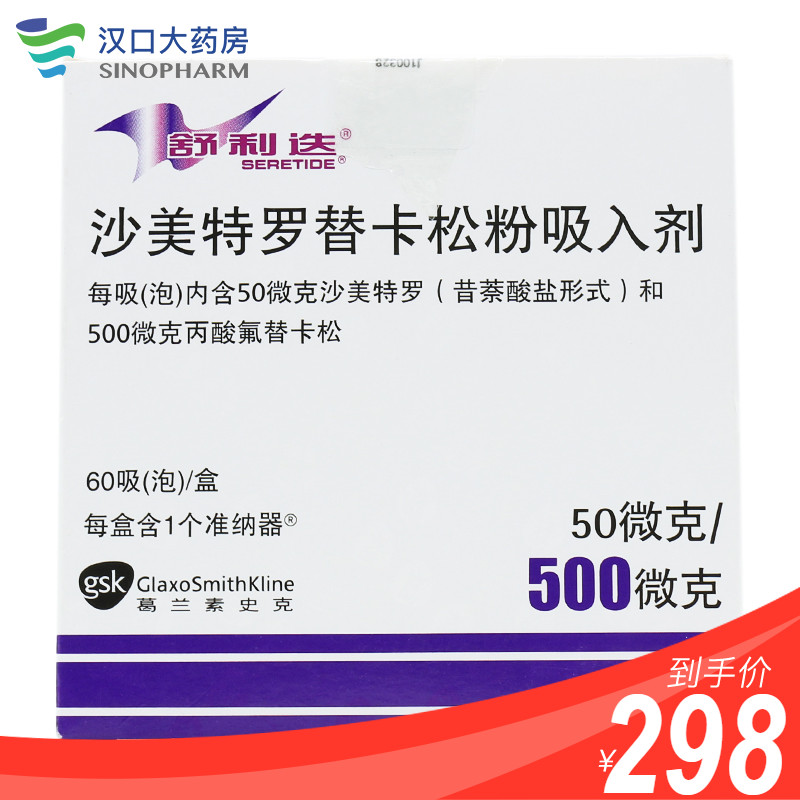 汉口大药房
SINOPHARM
J100328
舒利迭®
SERETIDE®
沙美特罗替卡松粉吸入剂
每吸(泡)内含50微克沙美特罗(昔萘酸盐形式)和
500微克丙酸氟替卡松
60吸(泡)/盒
每盒含1个准纳器®
50微克/
500微克
gsk GlaxoSmithKline
葛兰素史克
到手价
¥298